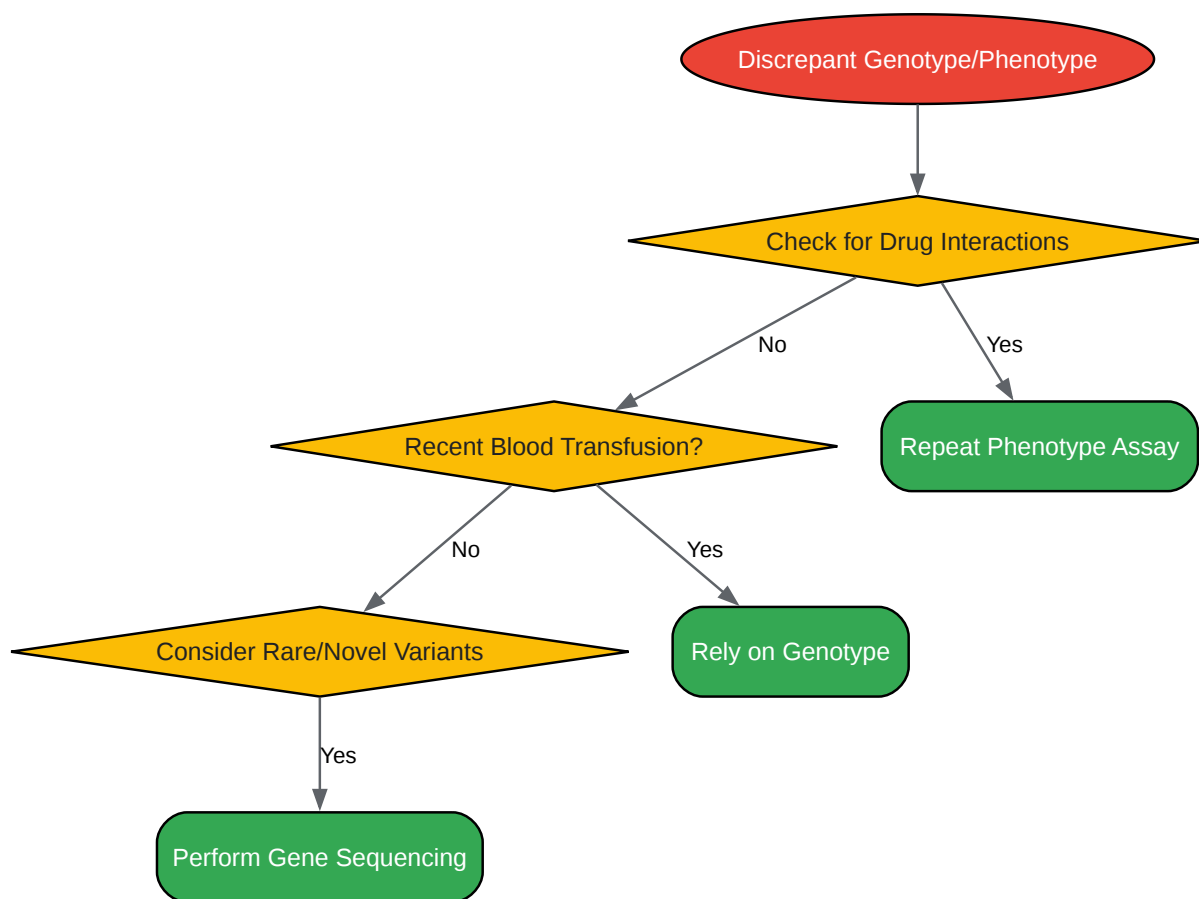 Discrepant Genotype/Phenotype
Check for Drug Interactions
No
Yes
Recent Blood Transfusion?
Repeat Phenotype Assay
No
Yes
Consider Rare/Novel Variants
Rely on Genotype
Yes
Perform Gene Sequencing